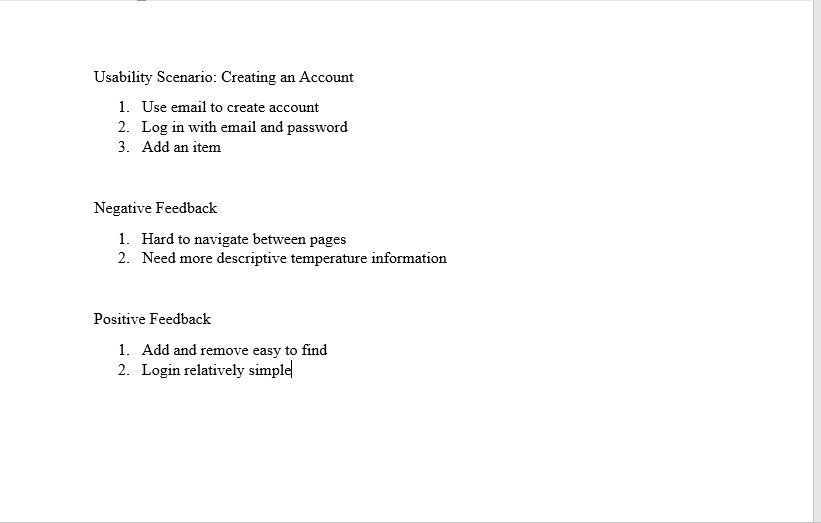 Usability Scenario: Creating an Account
1. Use email to create account
2. Log in with email and password
3. Add an item
Negative Feedback
1. Hard to navigate between pages
2. Need more descriptive temperature information
Positive Feedback
1. Add and remove easy to find
2. Login relatively simple